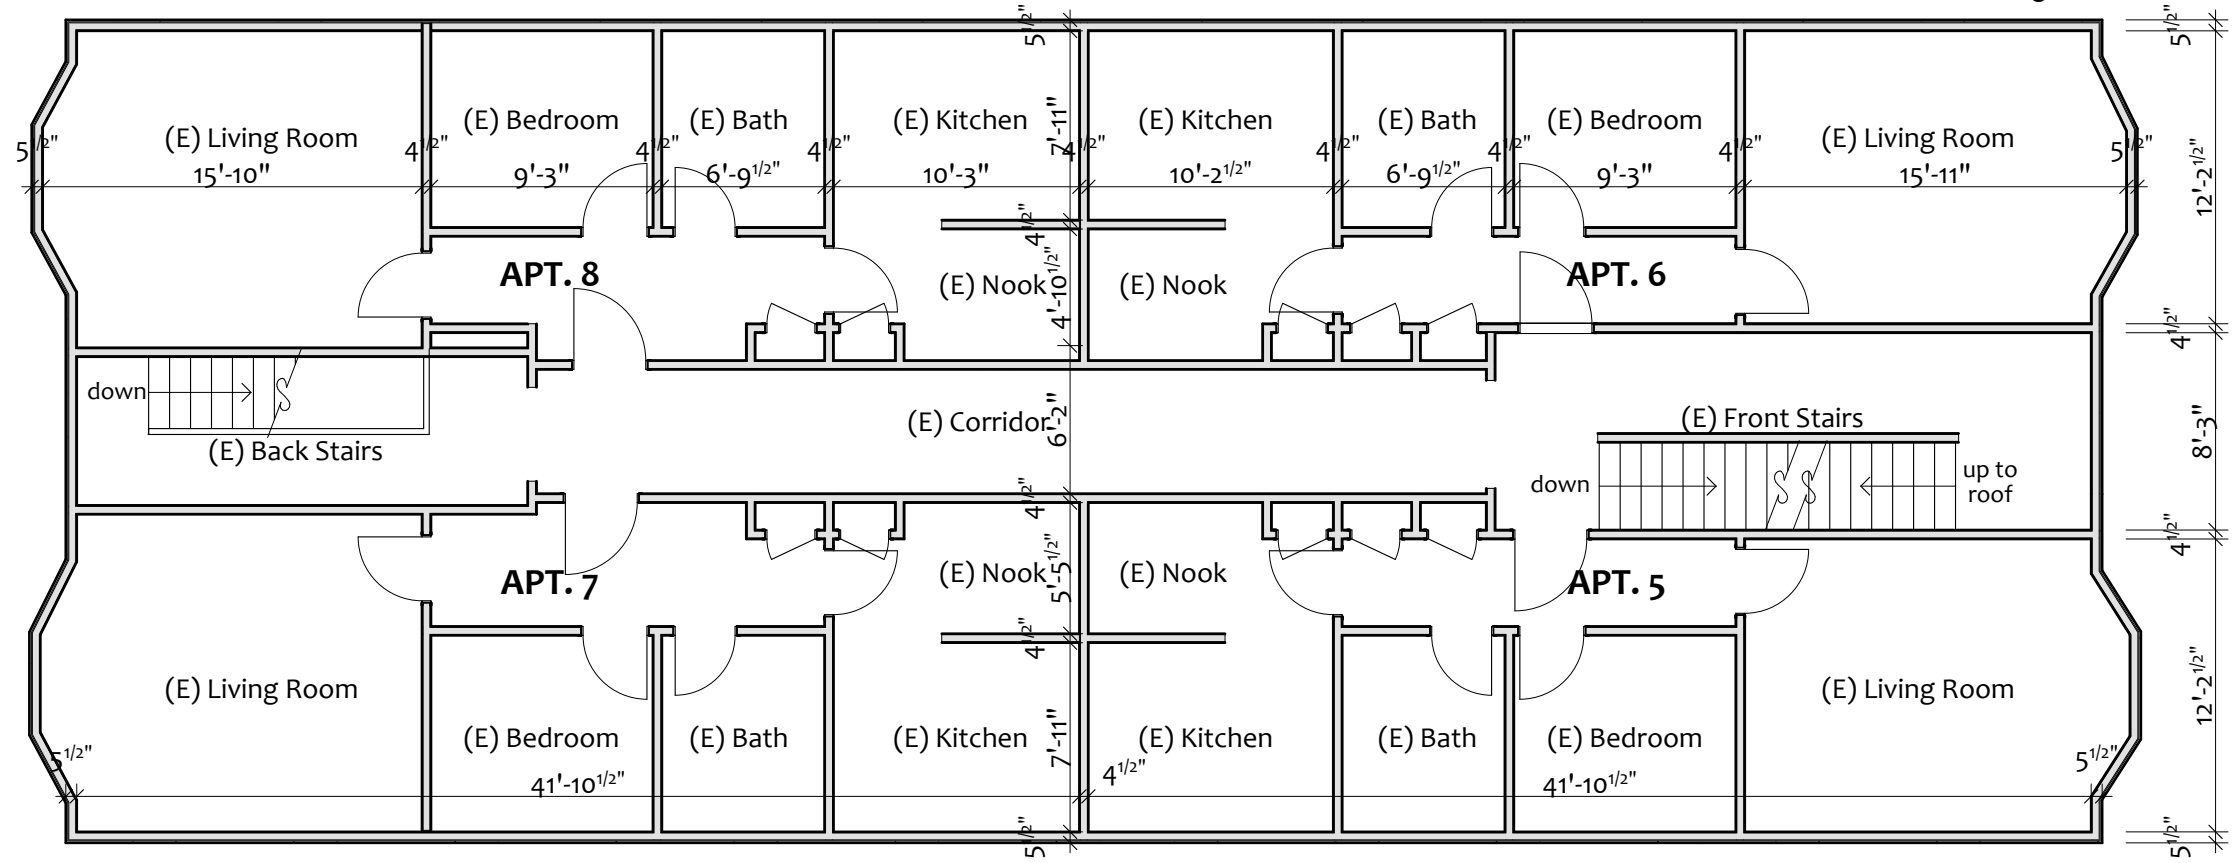 5 1/2"
5 1/2"
(E) Living Room
(E) Bedroom
(E) Bath
(E) Kitchen
(E) Kitchen
(E) Bath
(E) Bedroom
(E) Living Room
5 1/2"
4 1/2"
4 1/2"
4 1/2"
7'-11"
4 1/2"
4 1/2"
4 1/2"
4 1/2"
5 1/2"
15'-10"
9'-3"
6'-9 1/2"
10'-3"
10'-2 1/2"
6'-9 1/2"
9'-3"
15'-11"
12'-2 1/2"
4 1/2"
APT. 8
(E) Nook
4'-10 1/2"
(E) Nook
APT. 6
4 1/2"
down
(E) Back Stairs
(E) Corridor
6'-2"
(E) Front Stairs
8'-3"
down
up to
roof
4 1/2"
4 1/2"
APT. 7
(E) Nook
5'-5 1/2"
(E) Nook
APT. 5
4 1/2"
(E) Living Room
(E) Living Room
12'-2 1/2"
(E) Bedroom
(E) Bath
(E) Kitchen
7'-11"
(E) Kitchen
(E) Bath
(E) Bedroom
5 1/2"
41'-10 1/2"
4 1/2"
41'-10 1/2"
5 1/2"
5 1/2"
5 1/2"